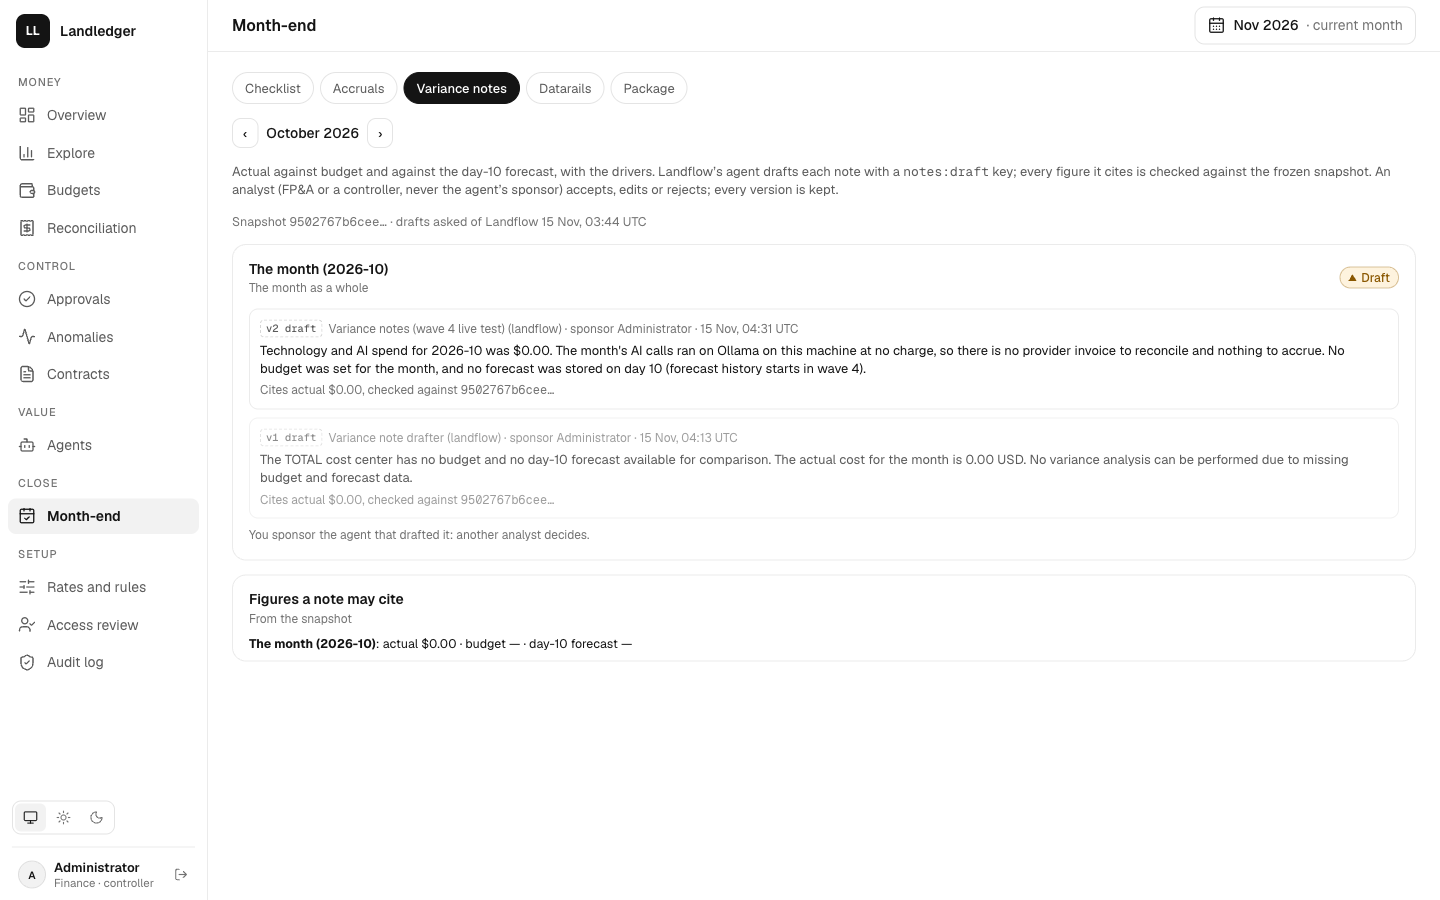 LL Landledger
Month-end
Nov 2026 · current month
MONEY
Overview
Explore
Budgets
Reconciliation
CONTROL
Approvals
Anomalies
Contracts
VALUE
Agents
CLOSE
Month-end
SETUP
Rates and rules
Access review
Audit log
A
Administrator
Finance · controller
Checklist
Accruals
Variance notes
Datarails
Package
‹ October 2026 ›
Actual against budget and against the day-10 forecast, with the drivers. Landflow’s agent drafts each note with a notes:draft key; every figure it cites is checked against the frozen snapshot. An
analyst (FP&A or a controller, never the agent’s sponsor) accepts, edits or rejects; every version is kept.
Snapshot 9502767b6cee… · drafts asked of Landflow 15 Nov, 03:44 UTC
The month (2026-10)
The month as a whole
Draft
v2 draft Variance notes (wave 4 live test) (landflow) · sponsor Administrator · 15 Nov, 04:31 UTC
Technology and AI spend for 2026-10 was $0.00. The month's AI calls ran on Ollama on this machine at no charge, so there is no provider invoice to reconcile and nothing to accrue. No
budget was set for the month, and no forecast was stored on day 10 (forecast history starts in wave 4).
Cites actual $0.00, checked against 9502767b6cee…
v1 draft Variance note drafter (landflow) · sponsor Administrator · 15 Nov, 04:13 UTC
The TOTAL cost center has no budget and no day-10 forecast available for comparison. The actual cost for the month is 0.00 USD. No variance analysis can be performed due to missing
budget and forecast data.
Cites actual $0.00, checked against 9502767b6cee…
You sponsor the agent that drafted it: another analyst decides.
Figures a note may cite
From the snapshot
The month (2026-10): actual $0.00 · budget — · day-10 forecast —